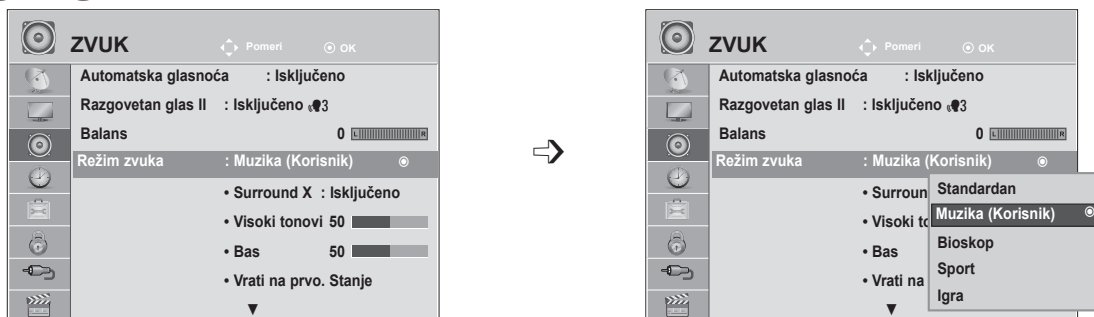 ZVUK Pomeri OK
Automatska glasnoća : Isključeno
Razgovetan glas II : Isključeno 3
Balans 0 L R
Režim zvuka : Muzika (Korisnik)
• Surround X : Isključeno
• Visoki tonovi 50
• Bas 50
• Vrati na prvo. Stanje
▼
ZVUK Pomeri OK
Automatska glasnoća : Isključeno
Razgovetan glas II : Isključeno 3
Balans 0 L R
Režim zvuka : Muzika (Korisnik)
• Surroun
• Visoki to
• Bas
• Vrati na
▼
Standardan
Muzika (Korisnik)
Bioskop
Sport
Igra